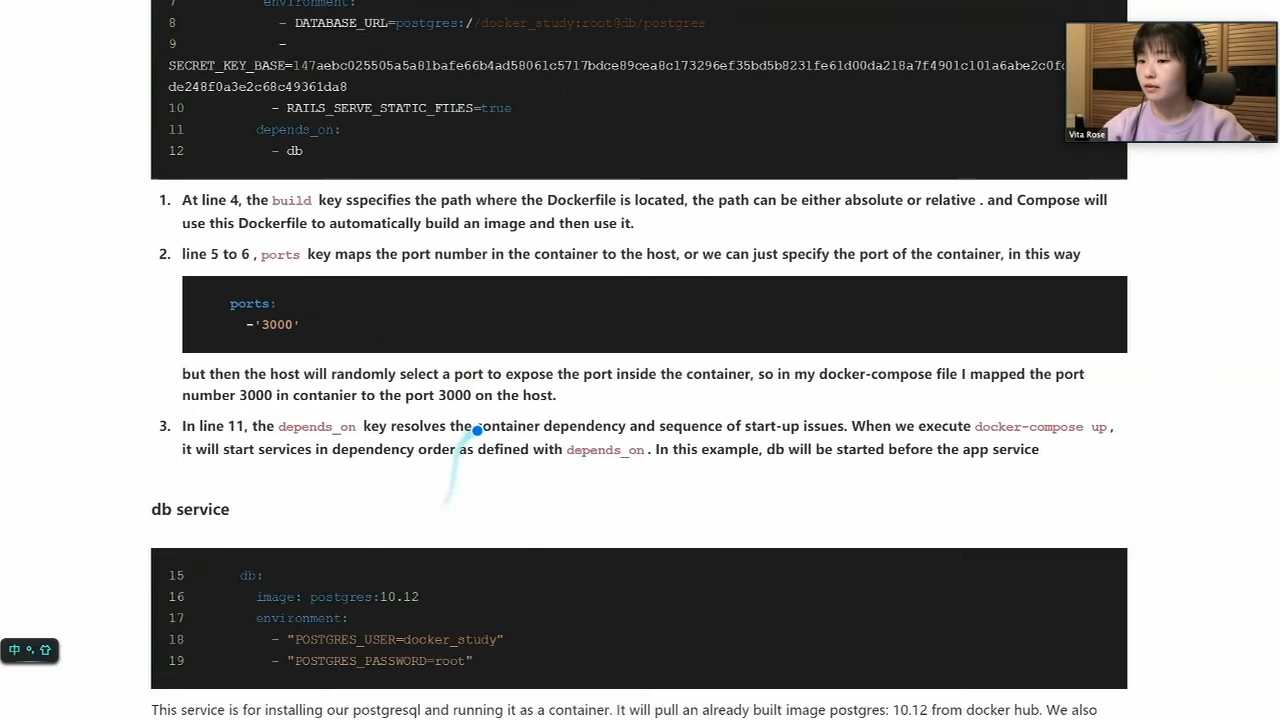 7 environment:
8 - DATABASE_URL=postgres://docker_study:root@db/postgres
9 -
10 - RAILS_SERVE_STATIC_FILES=true
11 depends_on:
12 - db
Vita Rose
1. At line 4, the build key sspecifies the path where the Dockerfile is located, the path can be either absolute or relative . and Compose will
use this Dockerfile to automatically build an image and then use it.
2. line 5 to 6 , ports key maps the port number in the container to the host, or we can just specify the port of the container, in this way
ports:
-'3000'
but then the host will randomly select a port to expose the port inside the container, so in my docker-compose file I mapped the port
number 3000 in contanier to the port 3000 on the host.
3. In line 11, the depends_on key resolves the container dependency and sequence of start-up issues. When we execute docker-compose up ,
it will start services in dependency order as defined with depends_on . In this example, db will be started before the app service
db service
15 db:
16 image: postgres:10.12
17 environment:
18 - "POSTGRES_USER=docker_study"
19 - "POSTGRES_PASSWORD=root"
中
This service is for installing our postgresql and running it as a container. It will pull an already built image postgres: 10.12 from docker hub. We also